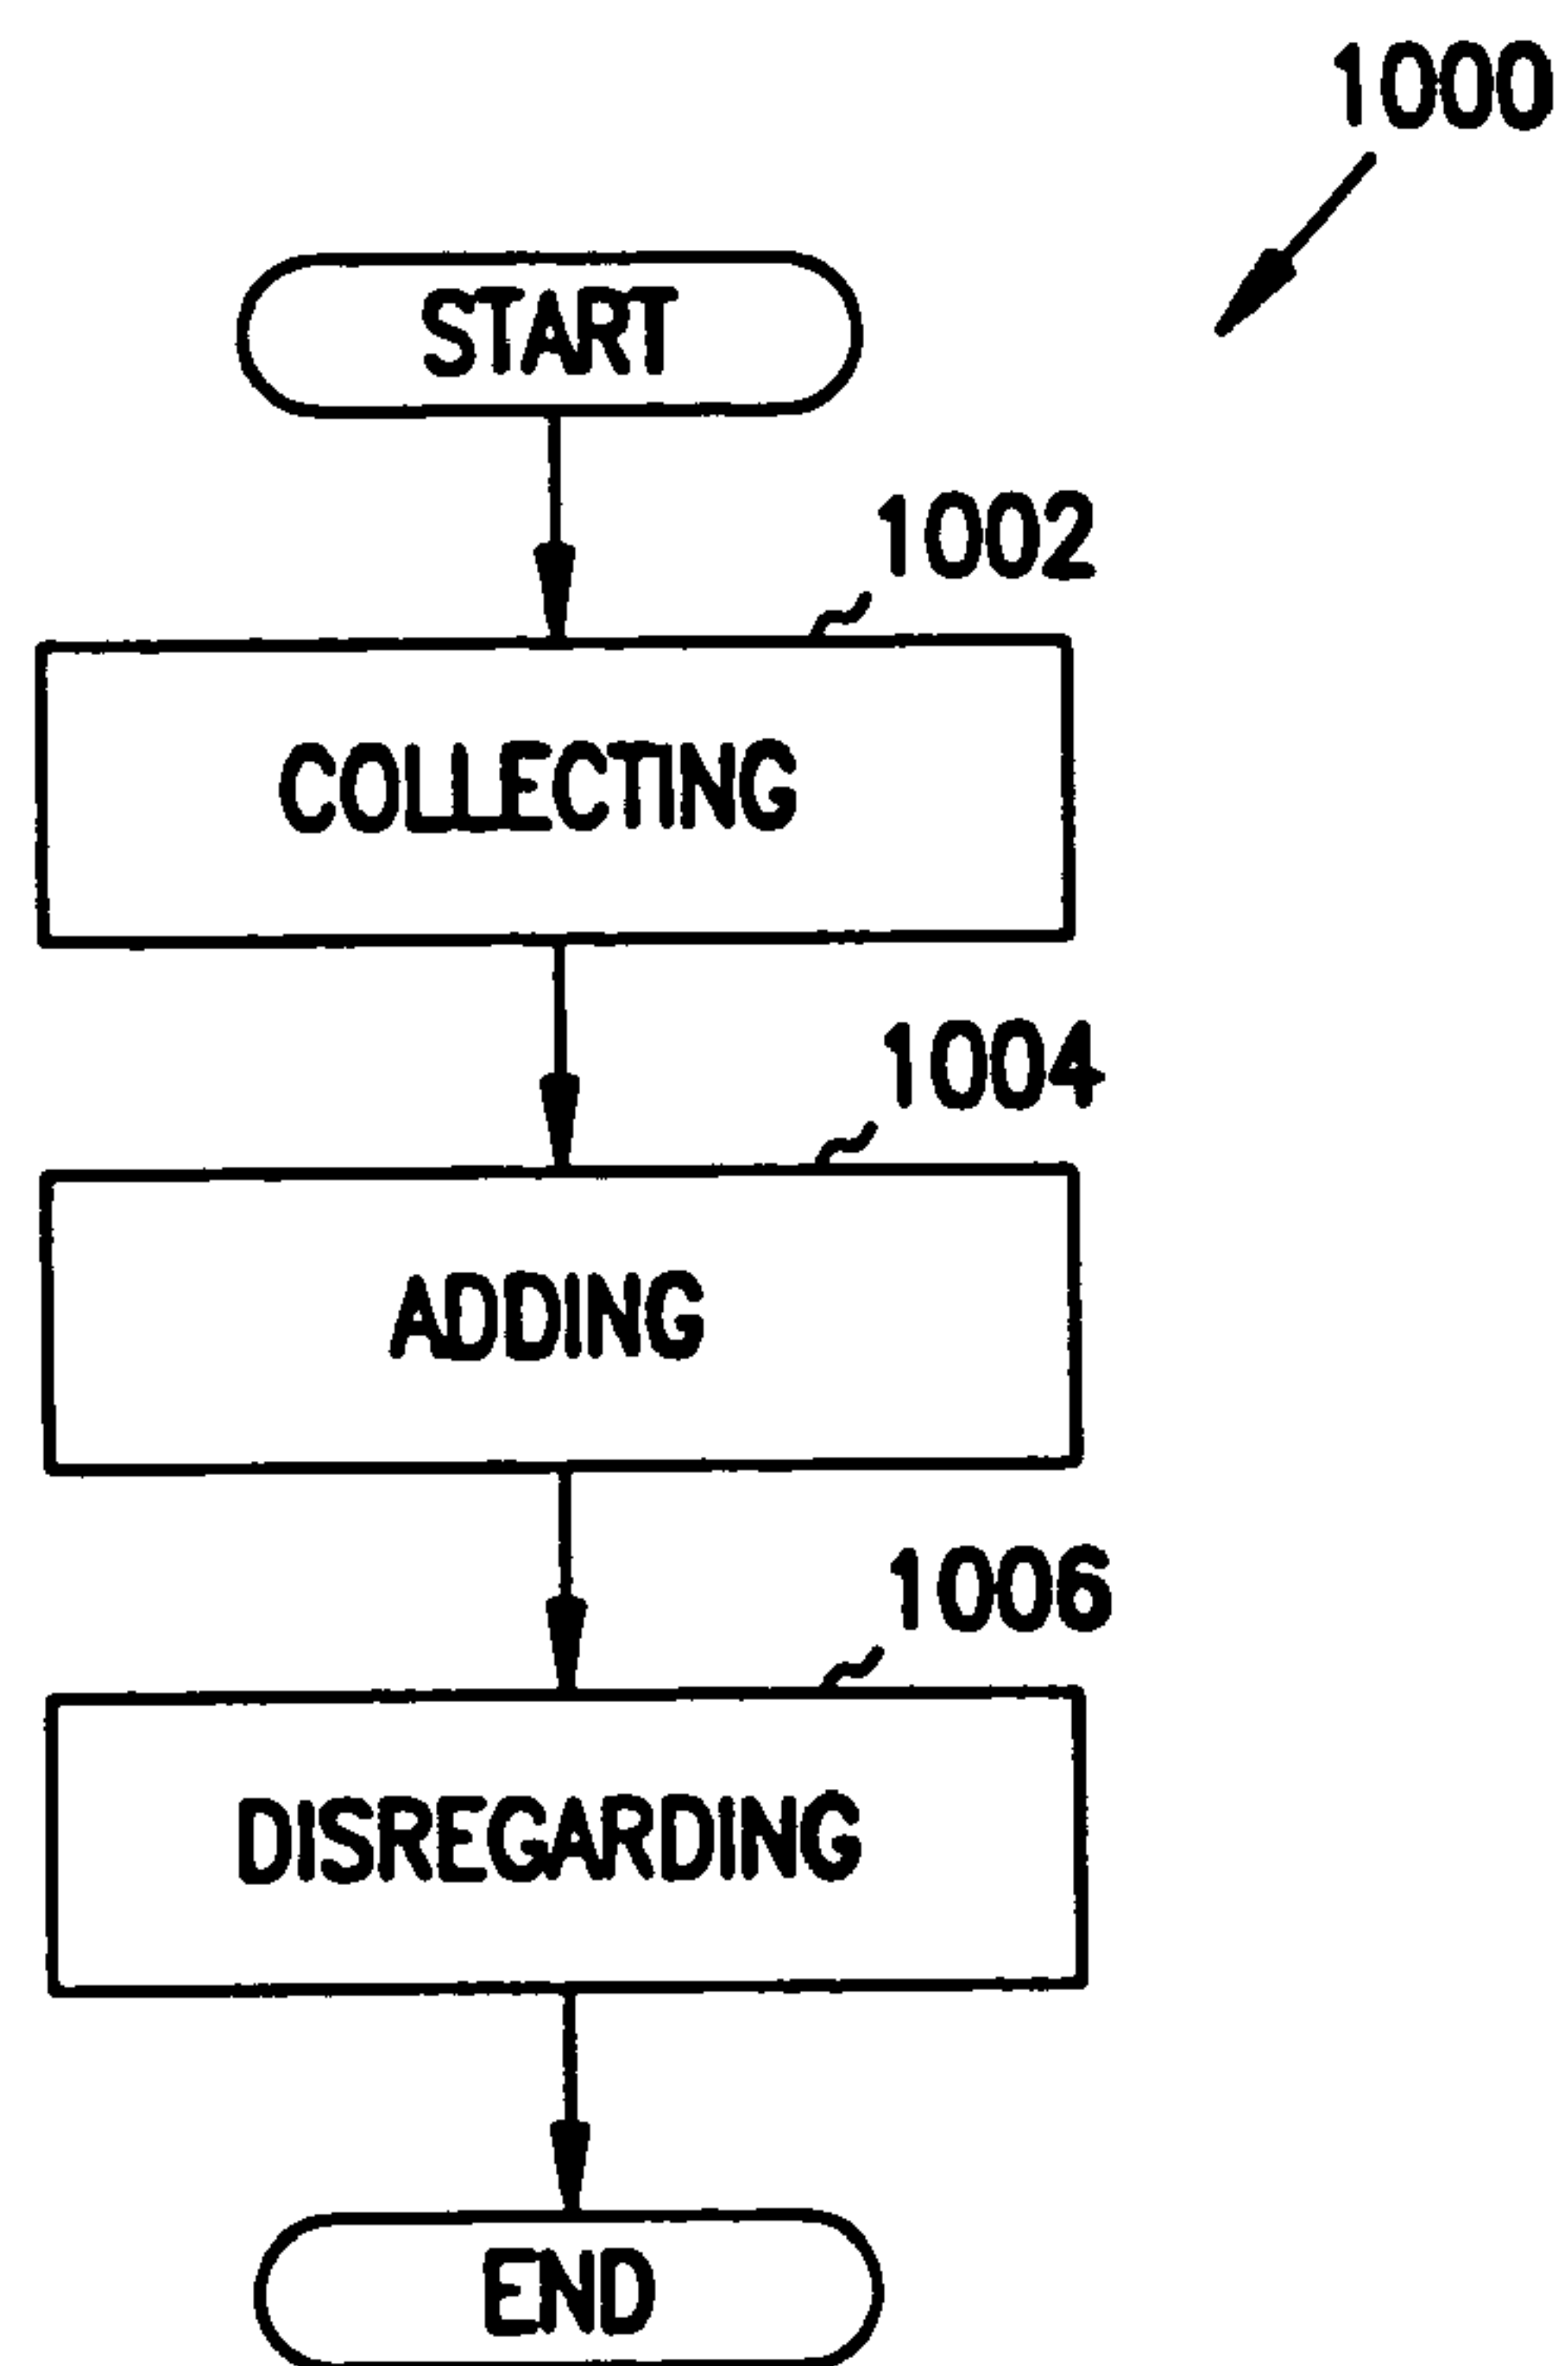 1000
START
1002
COLLECTING
1004
ADDING
1006
DISREGARDING
END